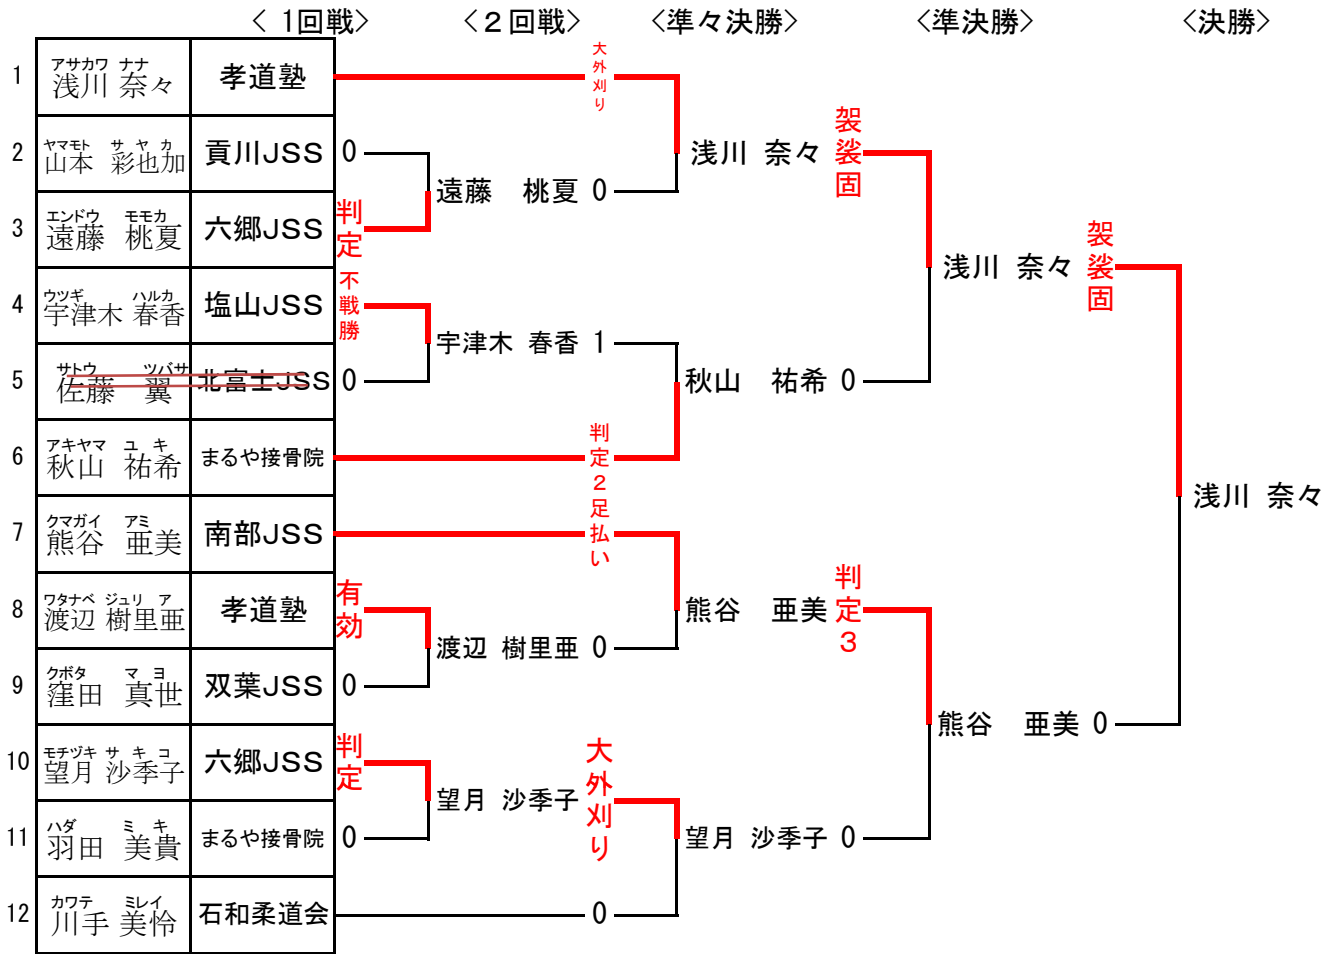 ＜ 1回戦＞ ＜２回戦＞ ＜準々決勝＞ ＜準決勝＞ ＜決勝＞
1 アサカワ ナナ 浅川 奈々 孝道塾
2 ヤマモト サヤカ 山本 彩也加 貢川JSS 0
3 エンドウ モモカ 遠藤 桃夏 六郷JSS 判定
4 ウツギ ハルカ 宇津木 春香 塩山JSS 不戦勝
5 サトウ ツバサ 佐藤 翼 北富士JSS 0
6 アキヤマ ユキ 秋山 祐希 まるや接骨院
7 クマガイ アミ 熊谷 亜美 南部JSS
8 ワタナベ ジュリア 渡辺 樹里亜 孝道塾 有効
9 クボタ マヨ 窪田 真世 双葉JSS 0
10 モチヅキ サキコ 望月 沙季子 六郷JSS 判定
11 ハダ ミキ 羽田 美貴 まるや接骨院 0
12 カワテ ミレイ 川手 美怜 石和柔道会
大外刈り
遠藤 桃夏 0
宇津木 春香 1
判定２足払い
渡辺 樹里亜 0
望月 沙季子 大外刈り
0
浅川 奈々 袈裟固
秋山 祐希 0
熊谷 亜美 判定３
望月 沙季子 0
浅川 奈々 袈裟固
熊谷 亜美 0
浅川 奈々